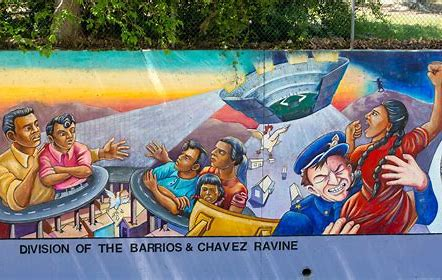 DIVISION OF THE BARRIOS & CHAVEZ RAVINE